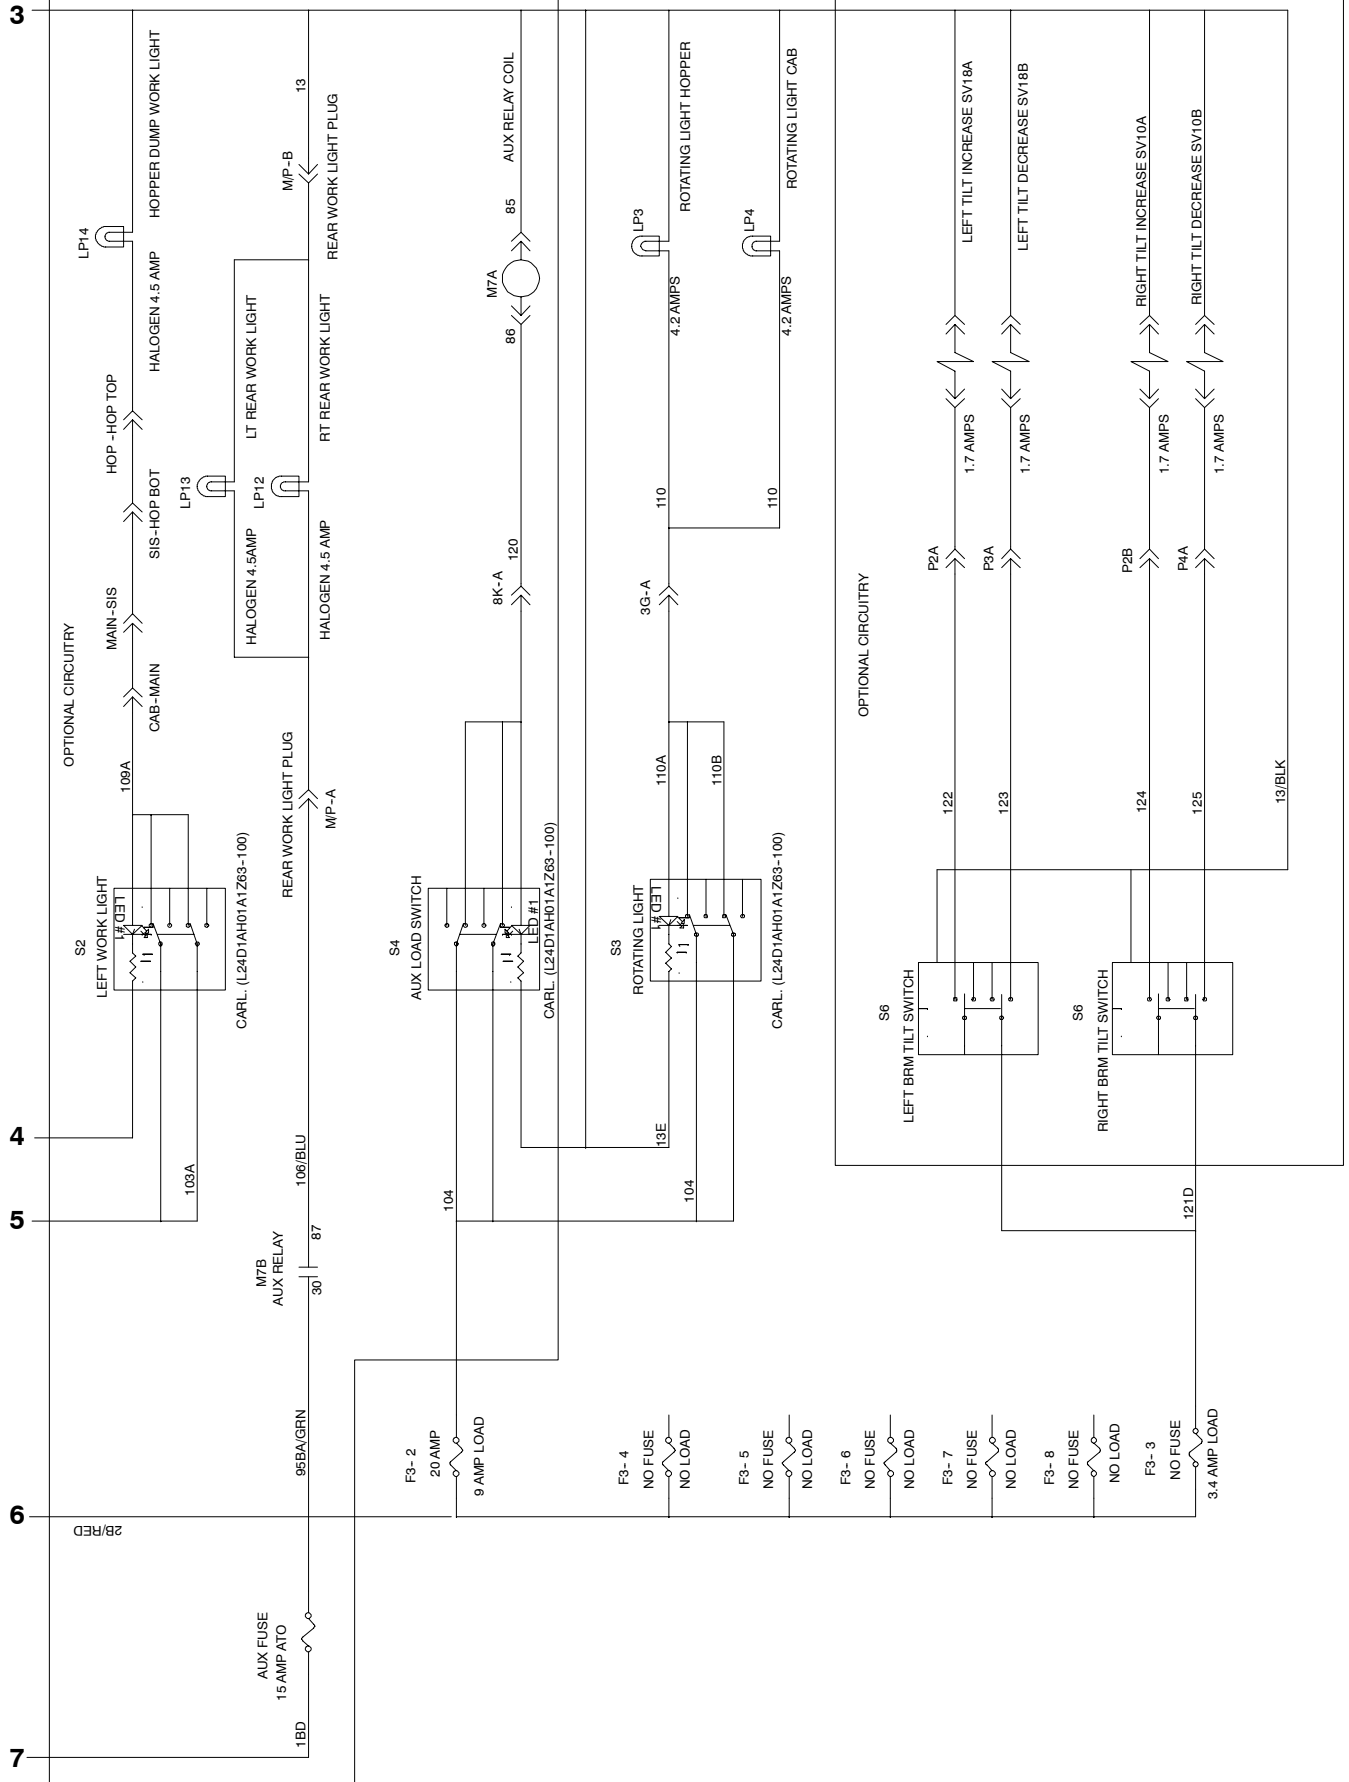 3
4
5
6
7
OPTIONAL CIRCUITRY
S2
LEFT WORK LIGHT
LED #1
CARL. (L24D1AH01A1Z63-100)
103A
109A
CAB-MAIN
MAIN-SIS
SIS-HOP BOT
HOP -HOP TOP
HALOGEN 4.5 AMP
LP14
HOPPER DUMP WORK LIGHT
1BD
AUX FUSE
15 AMP ATO
2B/RED
95BA/GRN
M7B
AUX RELAY
30
87
106/BLU
REAR WORK LIGHT PLUG
M/P-A
HALOGEN 4.5AMP
HALOGEN 4.5 AMP
LP13
LP12
LT REAR WORK LIGHT
RT REAR WORK LIGHT
M/P-B
REAR WORK LIGHT PLUG
13
F3- 2
20 AMP
9 AMP LOAD
104
S4
AUX LOAD SWITCH
LED #1
CARL. (L24D1AH01A1Z63-100)
8K-A
120
86
M7A
85
AUX RELAY COIL
13E
104
S3
ROTATING LIGHT
LED #1
CARL. (L24D1AH01A1Z63-100)
110A
110B
3G-A
110
110
4.2 AMPS
4.2 AMPS
LP3
LP4
ROTATING LIGHT HOPPER
ROTATING LIGHT CAB
F3- 4
NO FUSE
NO LOAD
F3- 5
NO FUSE
NO LOAD
F3- 6
NO FUSE
NO LOAD
F3- 7
NO FUSE
NO LOAD
F3- 8
NO FUSE
NO LOAD
F3- 3
NO FUSE
3.4 AMP LOAD
121D
OPTIONAL CIRCUITRY
S6
LEFT BRM TILT SWITCH
S6
RIGHT BRM TILT SWITCH
122
123
124
125
13/BLK
P2A
P3A
P2B
P4A
1.7 AMPS
1.7 AMPS
1.7 AMPS
1.7 AMPS
LEFT TILT INCREASE SV18A
LEFT TILT DECREASE SV18B
RIGHT TILT INCREASE SV10A
RIGHT TILT DECREASE SV10B